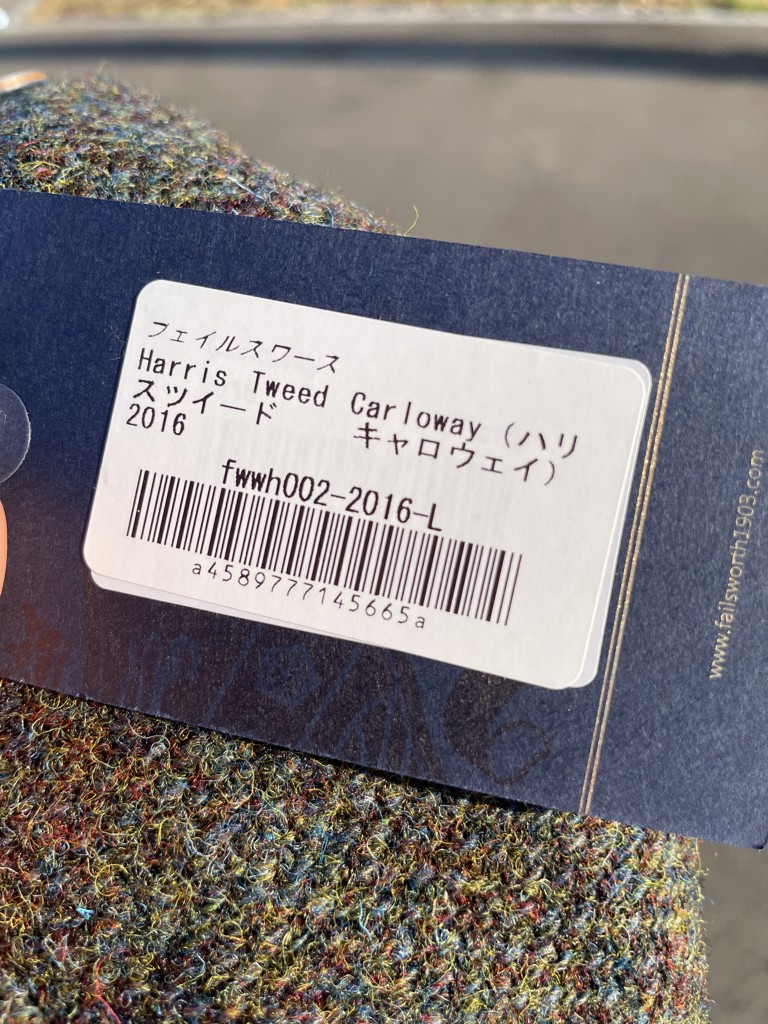 フェイルスワース
Harris Tweed Carloway (ハリ
スツイード　　　キャロウェイ)
2016
fwwh002-2016-L
a4589777145665a
www.failsworth1903.com